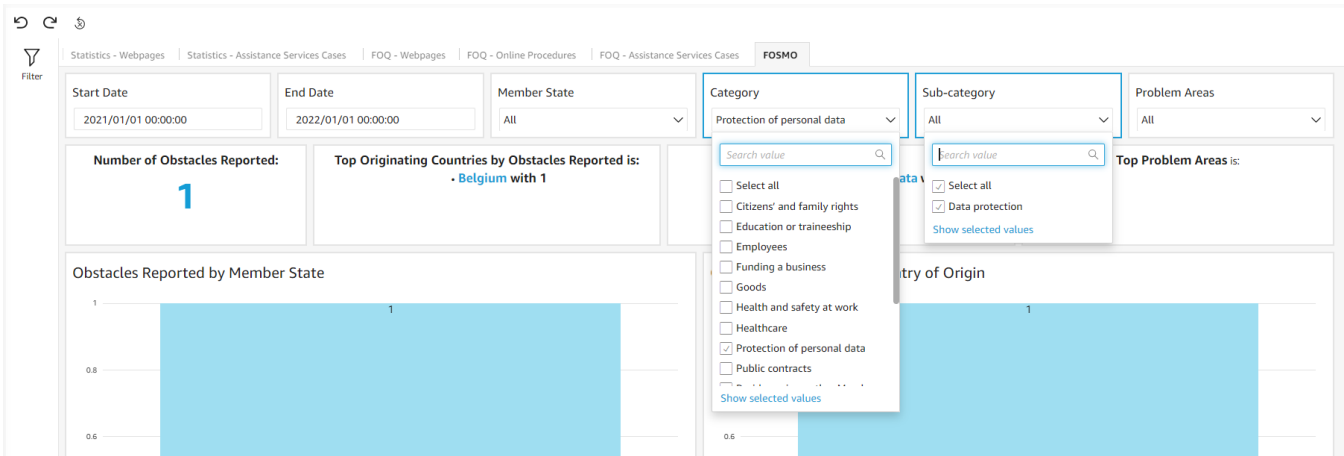 Filter
Statistics - Webpages
Statistics - Assistance Services Cases
FOQ - Webpages
FOQ - Online Procedures
FOQ - Assistance Services Cases
FOSMO
Start Date
2021/01/01 00:00:00
End Date
2022/01/01 00:00:00
Member State
All
Category
Protection of personal data
Sub-category
All
Problem Areas
All
Search value
Select all
Citizens’ and family rights
Education or traineeship
Employees
Funding a business
Goods
Health and safety at work
Healthcare
Protection of personal data
Public contracts
Show selected values
Search value
Select all
Data protection
Show selected values
Number of Obstacles Reported:
1
Top Originating Countries by Obstacles Reported is:
• Belgium with 1
Top Problem Areas is:
Obstacles Reported by Member State
1
1
0.8
0.6
of Origin
1
0.6